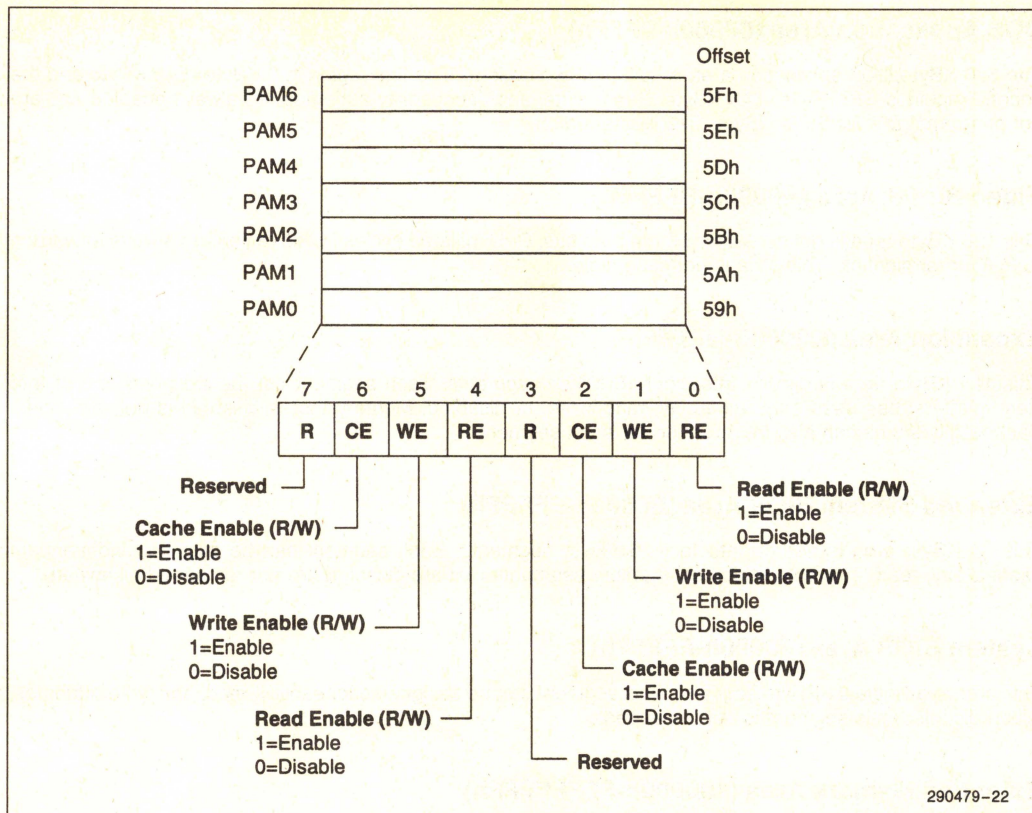 Offset
PAM6 5Fh
PAM5 5Eh
PAM4 5Dh
PAM3 5Ch
PAM2 5Bh
PAM1 5Ah
PAM0 59h
7 6 5 4 3 2 1 0
R CE WE RE R CE WE RE
Reserved
Cache Enable (R/W)
1=Enable
0=Disable
Write Enable (R/W)
1=Enable
0=Disable
Read Enable (R/W)
1=Enable
0=Disable
Read Enable (R/W)
1=Enable
0=Disable
Write Enable (R/W)
1=Enable
0=Disable
Cache Enable (R/W)
1=Enable
0=Disable
Reserved
290479–22